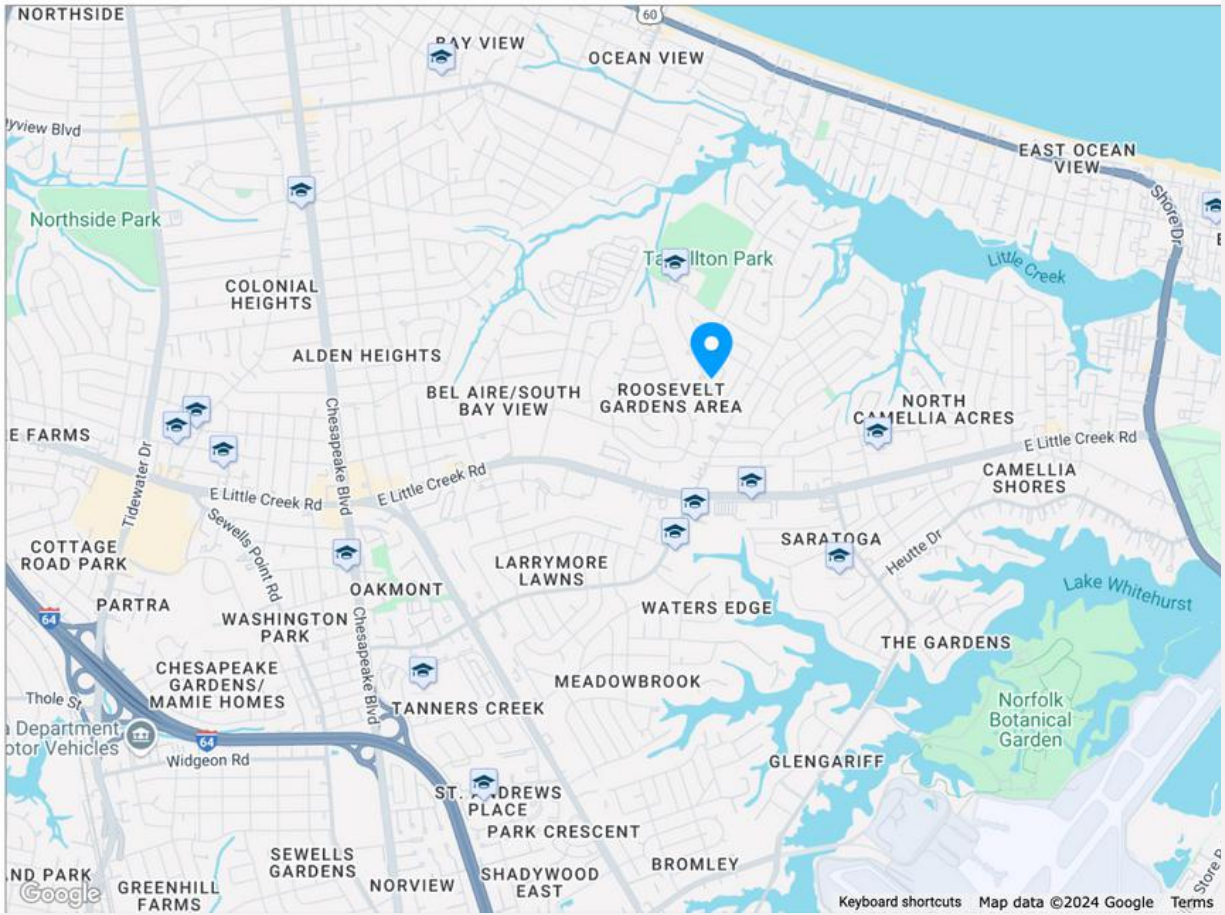 NORTHSIDE
60
BAY VIEW
OCEAN VIEW
ayview Blvd
EAST OCEAN
VIEW
Shore Dr
Northside Park
Little Creek
COLONIAL
HEIGHTS
ALDEN HEIGHTS
BEL AIRE/SOUTH
BAY VIEW
ROOSEVELT
GARDENS AREA
NORTH
CAMELLIA ACRES
E FARMS
Tidewater Dr
Chesapeake Blvd
E Little Creek Rd
E Little Creek Rd
E Little Creek Rd
CAMELLIA
SHORES
Sewells Point Rd
COTTAGE
ROAD PARK
LARRYMORE
LAWNS
SARATOGA
Heutte Dr
OAKMONT
Lake Whitehurst
PARTRA
64
WASHINGTON
PARK
WATERS EDGE
THE GARDENS
CHESAPEAKE
GARDENS/
MAMIE HOMES
Chesapeake Blvd
MEADOWBROOK
Thole St
TANNERS CREEK
Norfolk
Botanical
Garden
a Department
otor Vehicles
64
Widgeon Rd
GLENGARIFF
ST. ANDREWS
PLACE
PARK CRESCENT
SEWELLS
GARDENS
BROMLEY
AND PARK
GREENHILL
FARMS
NORVIEW
SHADYWOOD
EAST
Google
Keyboard shortcuts Map data ©2024 Google Terms